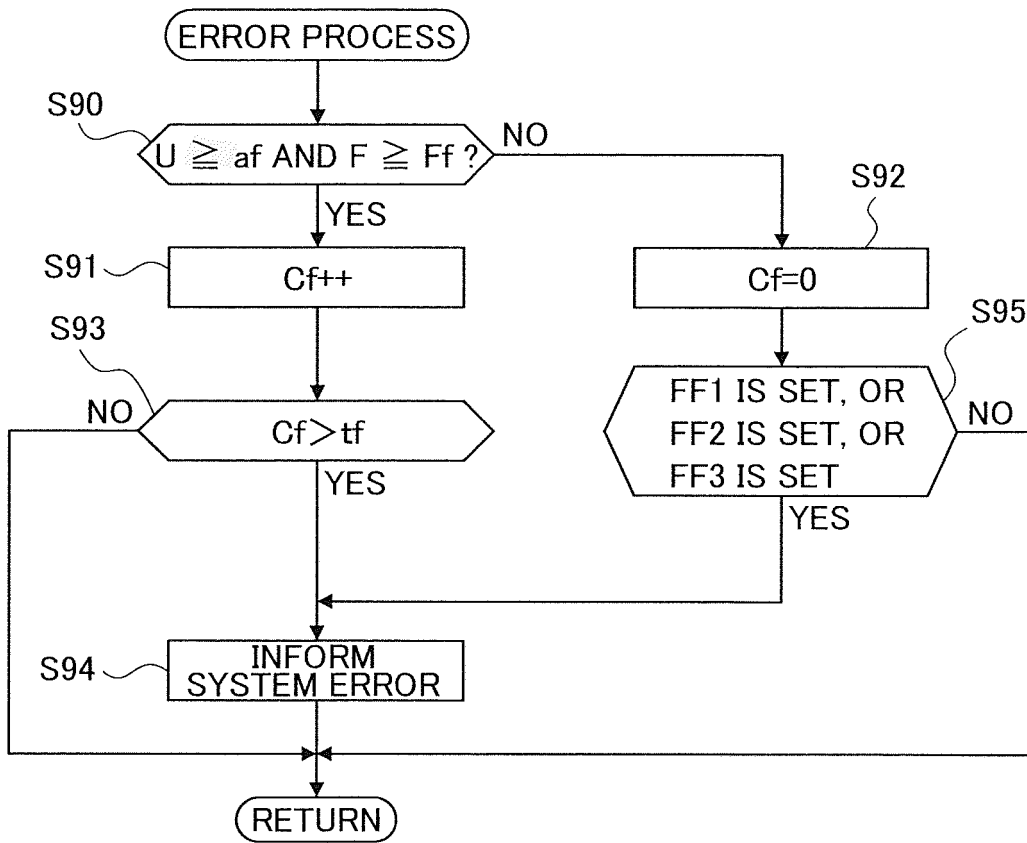 ERROR PROCESS
S90
U ≧ af AND F ≧ Ff ?
NO
YES
S92
S91
Cf++
Cf=0
S93
S95
NO
Cf>tf
YES
FF1 IS SET, OR
FF2 IS SET, OR
FF3 IS SET
NO
YES
S94
INFORM
SYSTEM ERROR
RETURN